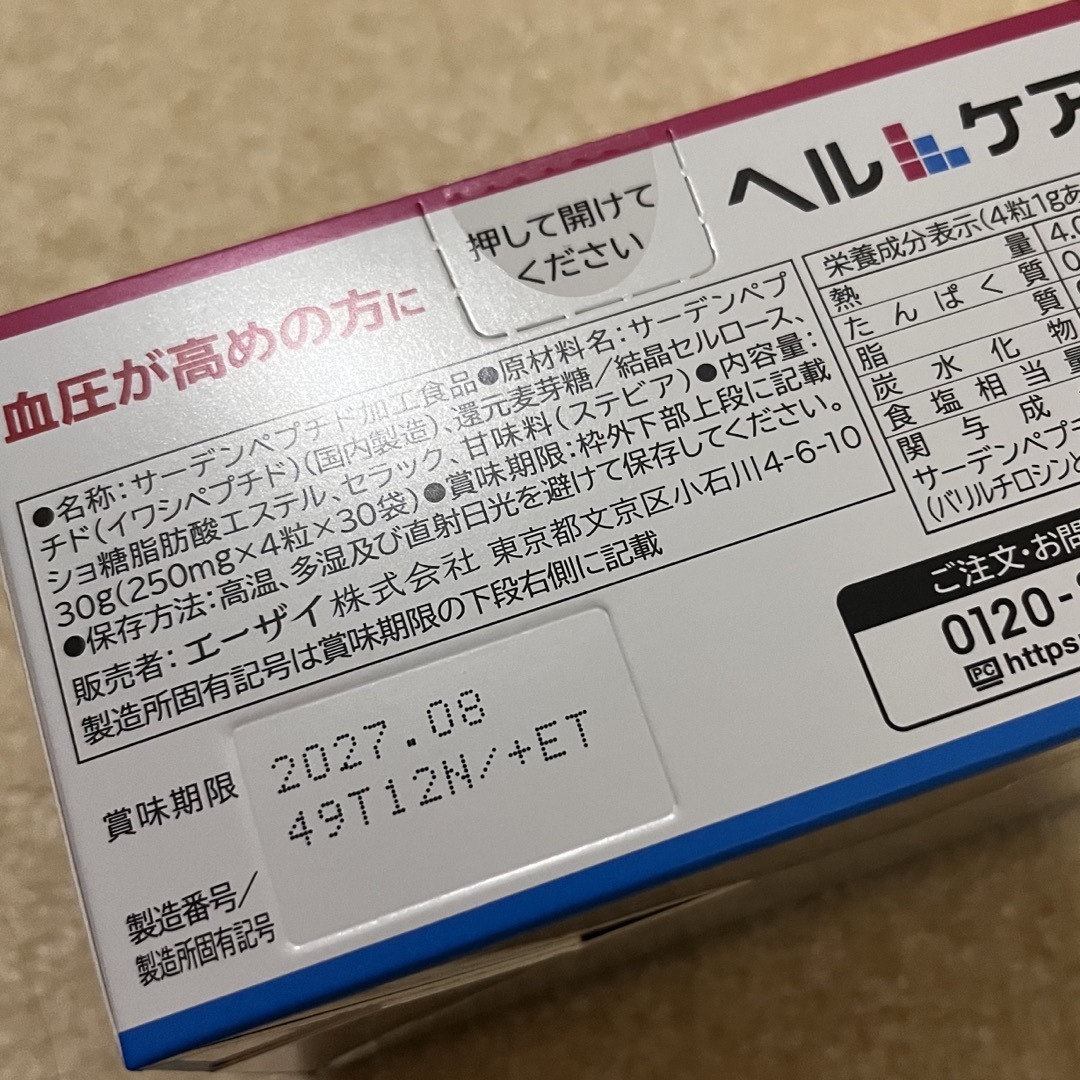 押して開けて
ください
ヘルケア
血圧が高めの方に
●名称：サーデンペプチド加工食品●原材料名：サーデンペプ
チド（イワシペプチド）（国内製造）、還元麦芽糖/結晶セルロース、
ショ糖脂肪酸エステル、セラック、甘味料（ステビア）●内容量：
30g（250mg×4粒×30袋）●賞味期限：枠外下部上段に記載
●保存方法：高温、多湿及び直射日光を避けて保存してください。
販売者：エーザイ株式会社 東京都文京区小石川4-6-10
製造所固有記号は賞味期限の下段右側に記載
栄養成分表示（4粒1gあ
熱量 4.0
たんぱく質 0.
脂質
炭水化物
食塩相当量
関与成
サーデンペプチ
（バリルチロシンと
ご注文・お問
0120-
PC https:
賞味期限
2027.08
49T12N/+ET
製造番号/
製造所固有記号